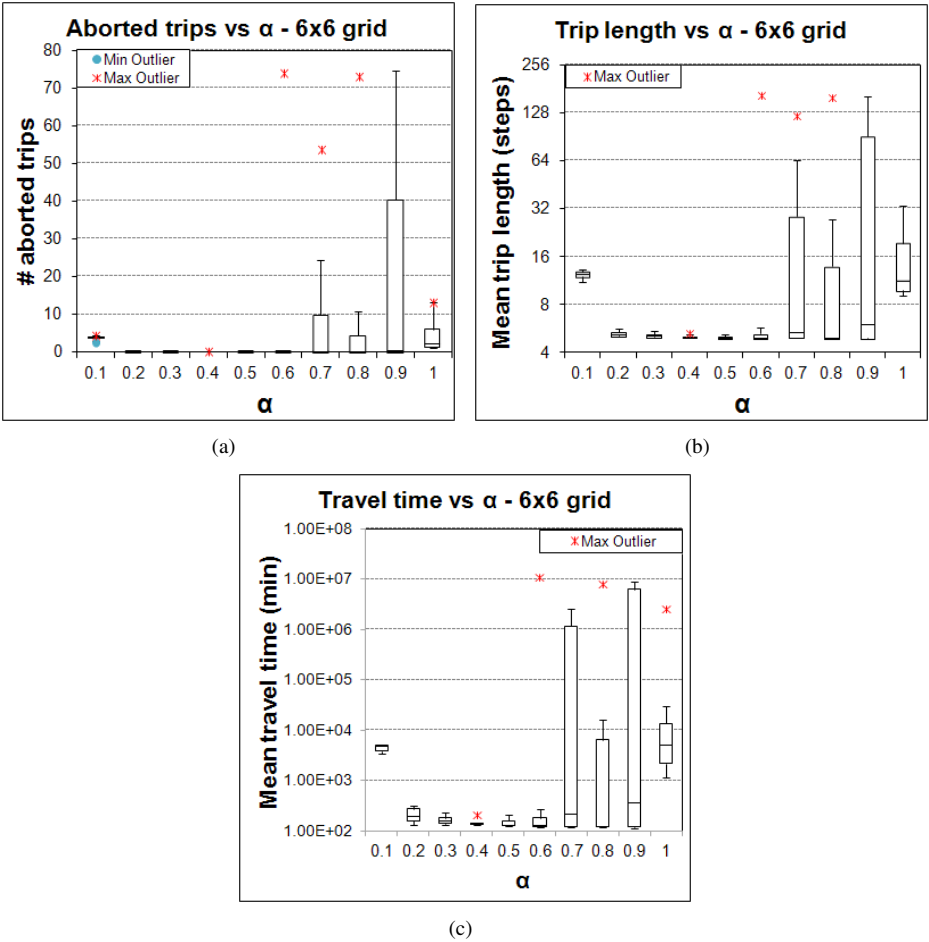 Aborted trips vs α - 6x6 grid
Min Outlier
Max Outlier
# aborted trips
80
70
60
50
40
30
20
10
0
0.1 0.2 0.3 0.4 0.5 0.6 0.7 0.8 0.9 1
α
(a)
Trip length vs α - 6x6 grid
Max Outlier
Mean trip length (steps)
256
128
64
32
16
8
4
0.1 0.2 0.3 0.4 0.5 0.6 0.7 0.8 0.9 1
α
(b)
Travel time vs α - 6x6 grid
Max Outlier
Mean travel time (min)
1.00E+08
1.00E+07
1.00E+06
1.00E+05
1.00E+04
1.00E+03
1.00E+02
0.1 0.2 0.3 0.4 0.5 0.6 0.7 0.8 0.9 1
α
(c)